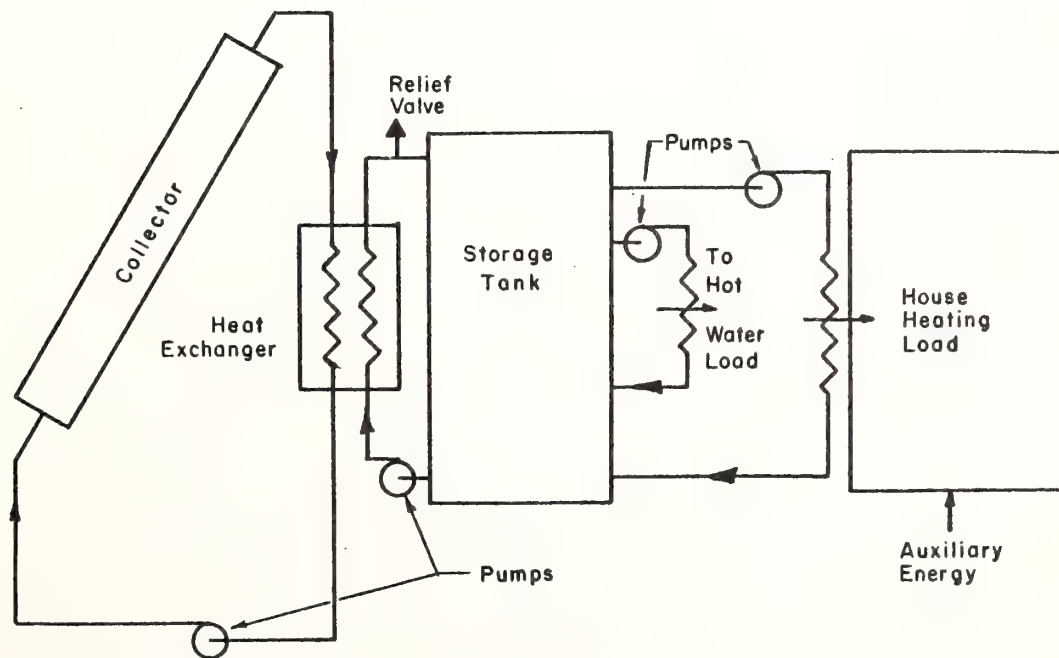 Relief
Valve
Pumps
Collector
Storage
Tank
To
Hot
Water
Load
House
Heating
Load
Heat
Exchanger
Pumps
Auxiliary
Energy